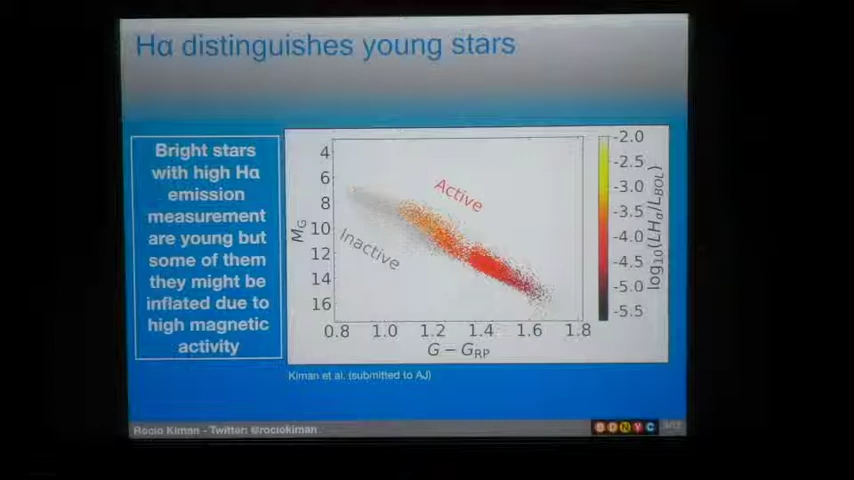 Hα distinguishes young stars
Bright stars
with high Hα
emission
measurement
are young but
some of them
they might be
inflated due to
high magnetic
activity
Active
Inactive
M_G
4
6
8
10
12
14
16
0.8 1.0 1.2 1.4 1.6 1.8
G − G_RP
-2.0
-2.5
-3.0
-3.5
-4.0
-4.5
-5.0
-5.5
log₁₀(LHα/L_BOL)
Kiman et al. (submitted to AJ)
Rocio Kiman - Twitter: @rociokiman
BDNYC